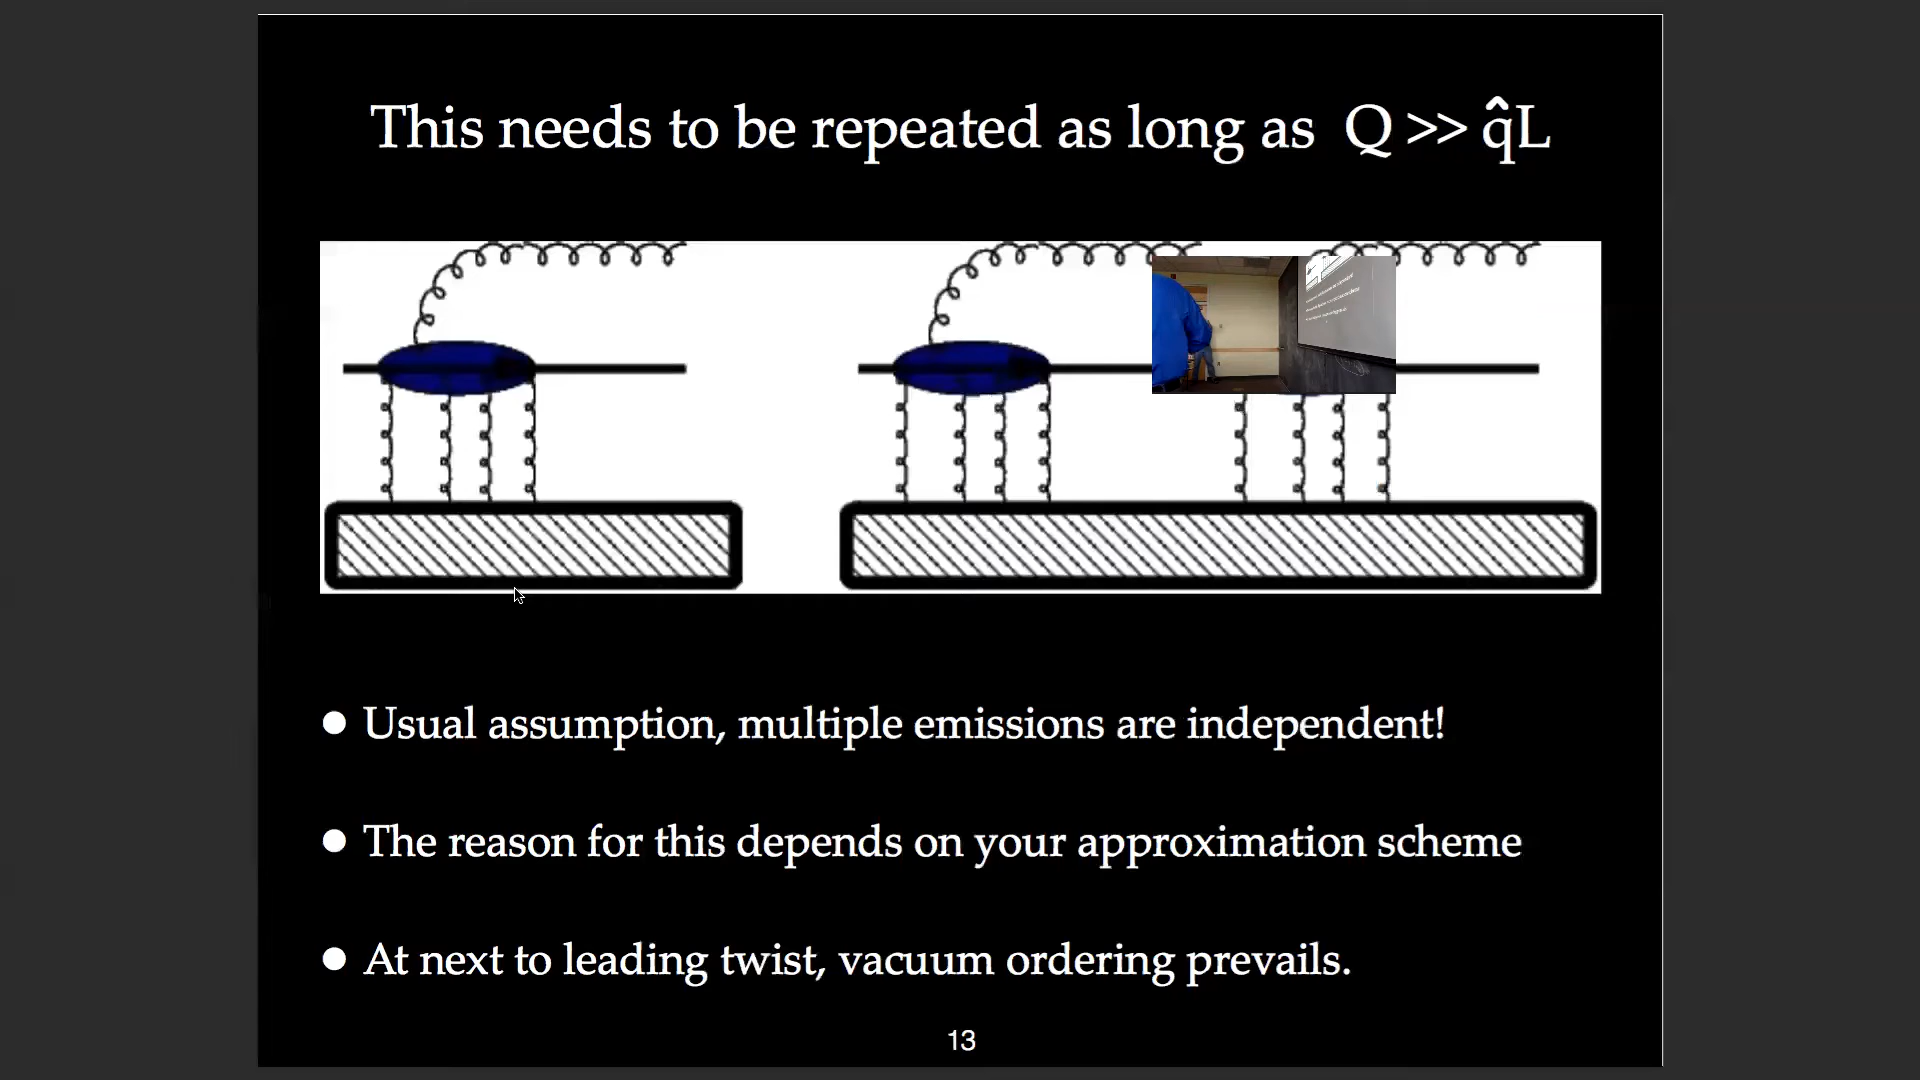 This needs to be repeated as long as Q >> q̂L
● Usual assumption, multiple emissions are independent!
● The reason for this depends on your approximation scheme
● At next to leading twist, vacuum ordering prevails.
13